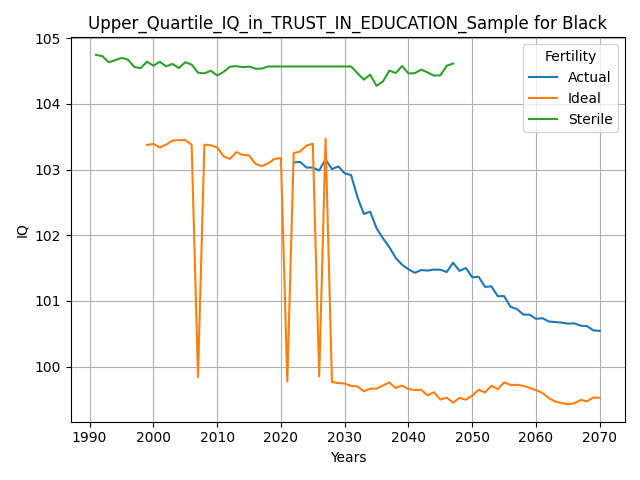 Upper_Quartile_IQ_in_TRUST_IN_EDUCATION_Sample for Black
105
104
103
102
101
100
IQ
Fertility
Actual
Ideal
Sterile
1990 2000 2010 2020 2030 2040 2050 2060 2070
Years